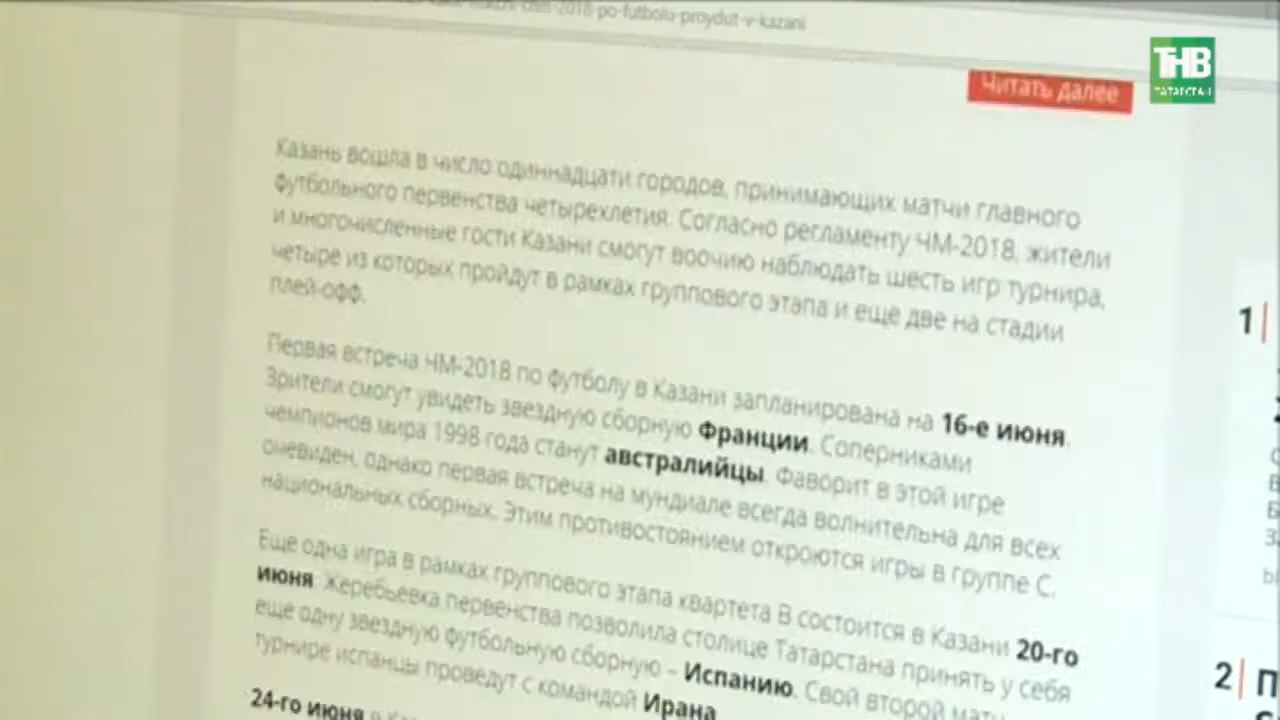 -2018-po-futbolu-proydut-v-kazani
ТНВ
ТАТАРСТАН
Читать далее
Казань вошла в число одиннадцати городов, принимающих матчи главного
футбольного первенства четырехлетия. Согласно регламенту ЧМ-2018, жители
и многочисленные гости Казани смогут воочию наблюдать шесть игр турнира,
четыре из которых пройдут в рамках группового этапа и еще две на стадии
плей-офф.
Первая встреча ЧМ-2018 по футболу в Казани запланирована на 16-е июня.
Зрители смогут увидеть звездную сборную Франции. Соперниками
чемпионов мира 1998 года станут австралийцы. Фаворит в этой игре
очевиден, однако первая встреча на мундиале всегда волнительна для всех
национальных сборных. Этим противостоянием откроются игры в группе С.
Еще одна игра в рамках группового этапа квартета В состоится в Казани 20-го
июня. Жеребьевка первенства позволила столице Татарстана принять у себя
еще одну звездную футбольную сборную – Испанию. Свой второй матч
турнире испанцы проведут с командой Ирана
24-го июня в
1
2